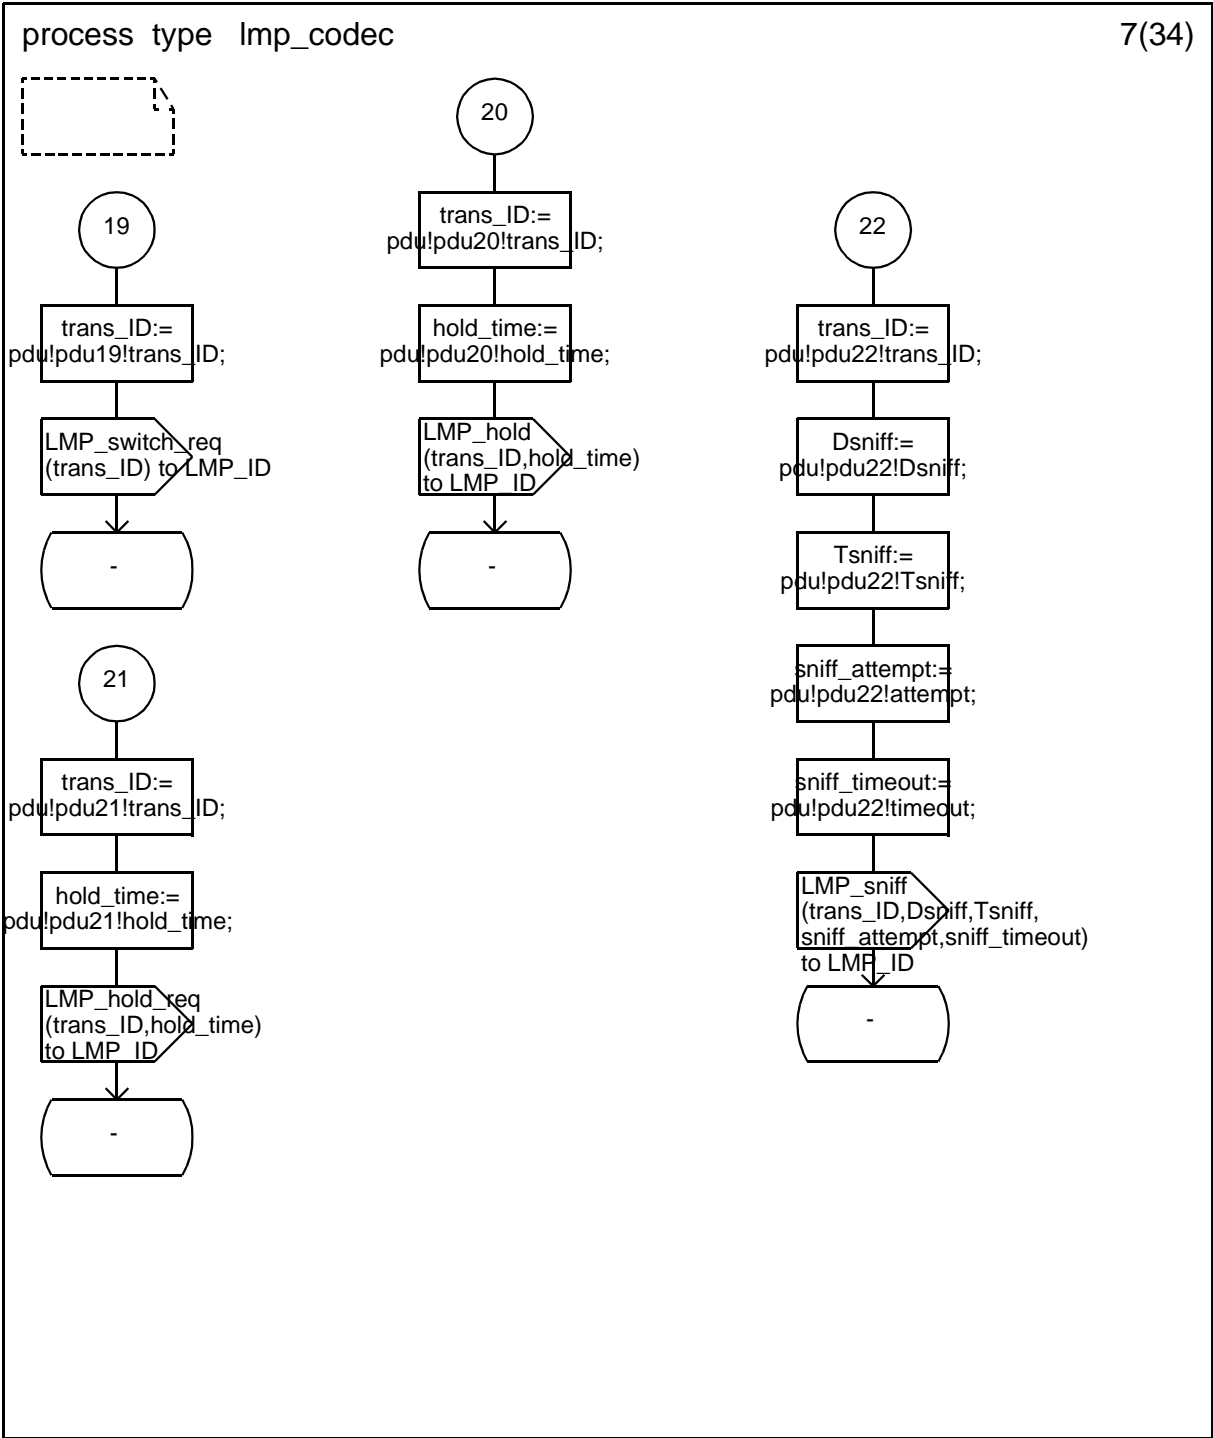 process type lmp_codec
7(34)
19
trans_ID:=
pdu!pdu19!trans_ID;
LMP_switch_req
(trans_ID) to LMP_ID
-
21
trans_ID:=
pdu!pdu21!trans_ID;
hold_time:=
pdu!pdu21!hold_time;
LMP_hold_req
(trans_ID,hold_time)
to LMP_ID
-
20
trans_ID:=
pdu!pdu20!trans_ID;
hold_time:=
pdu!pdu20!hold_time;
LMP_hold
(trans_ID,hold_time)
to LMP_ID
-
22
trans_ID:=
pdu!pdu22!trans_ID;
Dsniff:=
pdu!pdu22!Dsniff;
Tsniff:=
pdu!pdu22!Tsniff;
sniff_attempt:=
pdu!pdu22!attempt;
sniff_timeout:=
pdu!pdu22!timeout;
LMP_sniff
(trans_ID,Dsniff,Tsniff,
sniff_attempt,sniff_timeout)
to LMP_ID
-